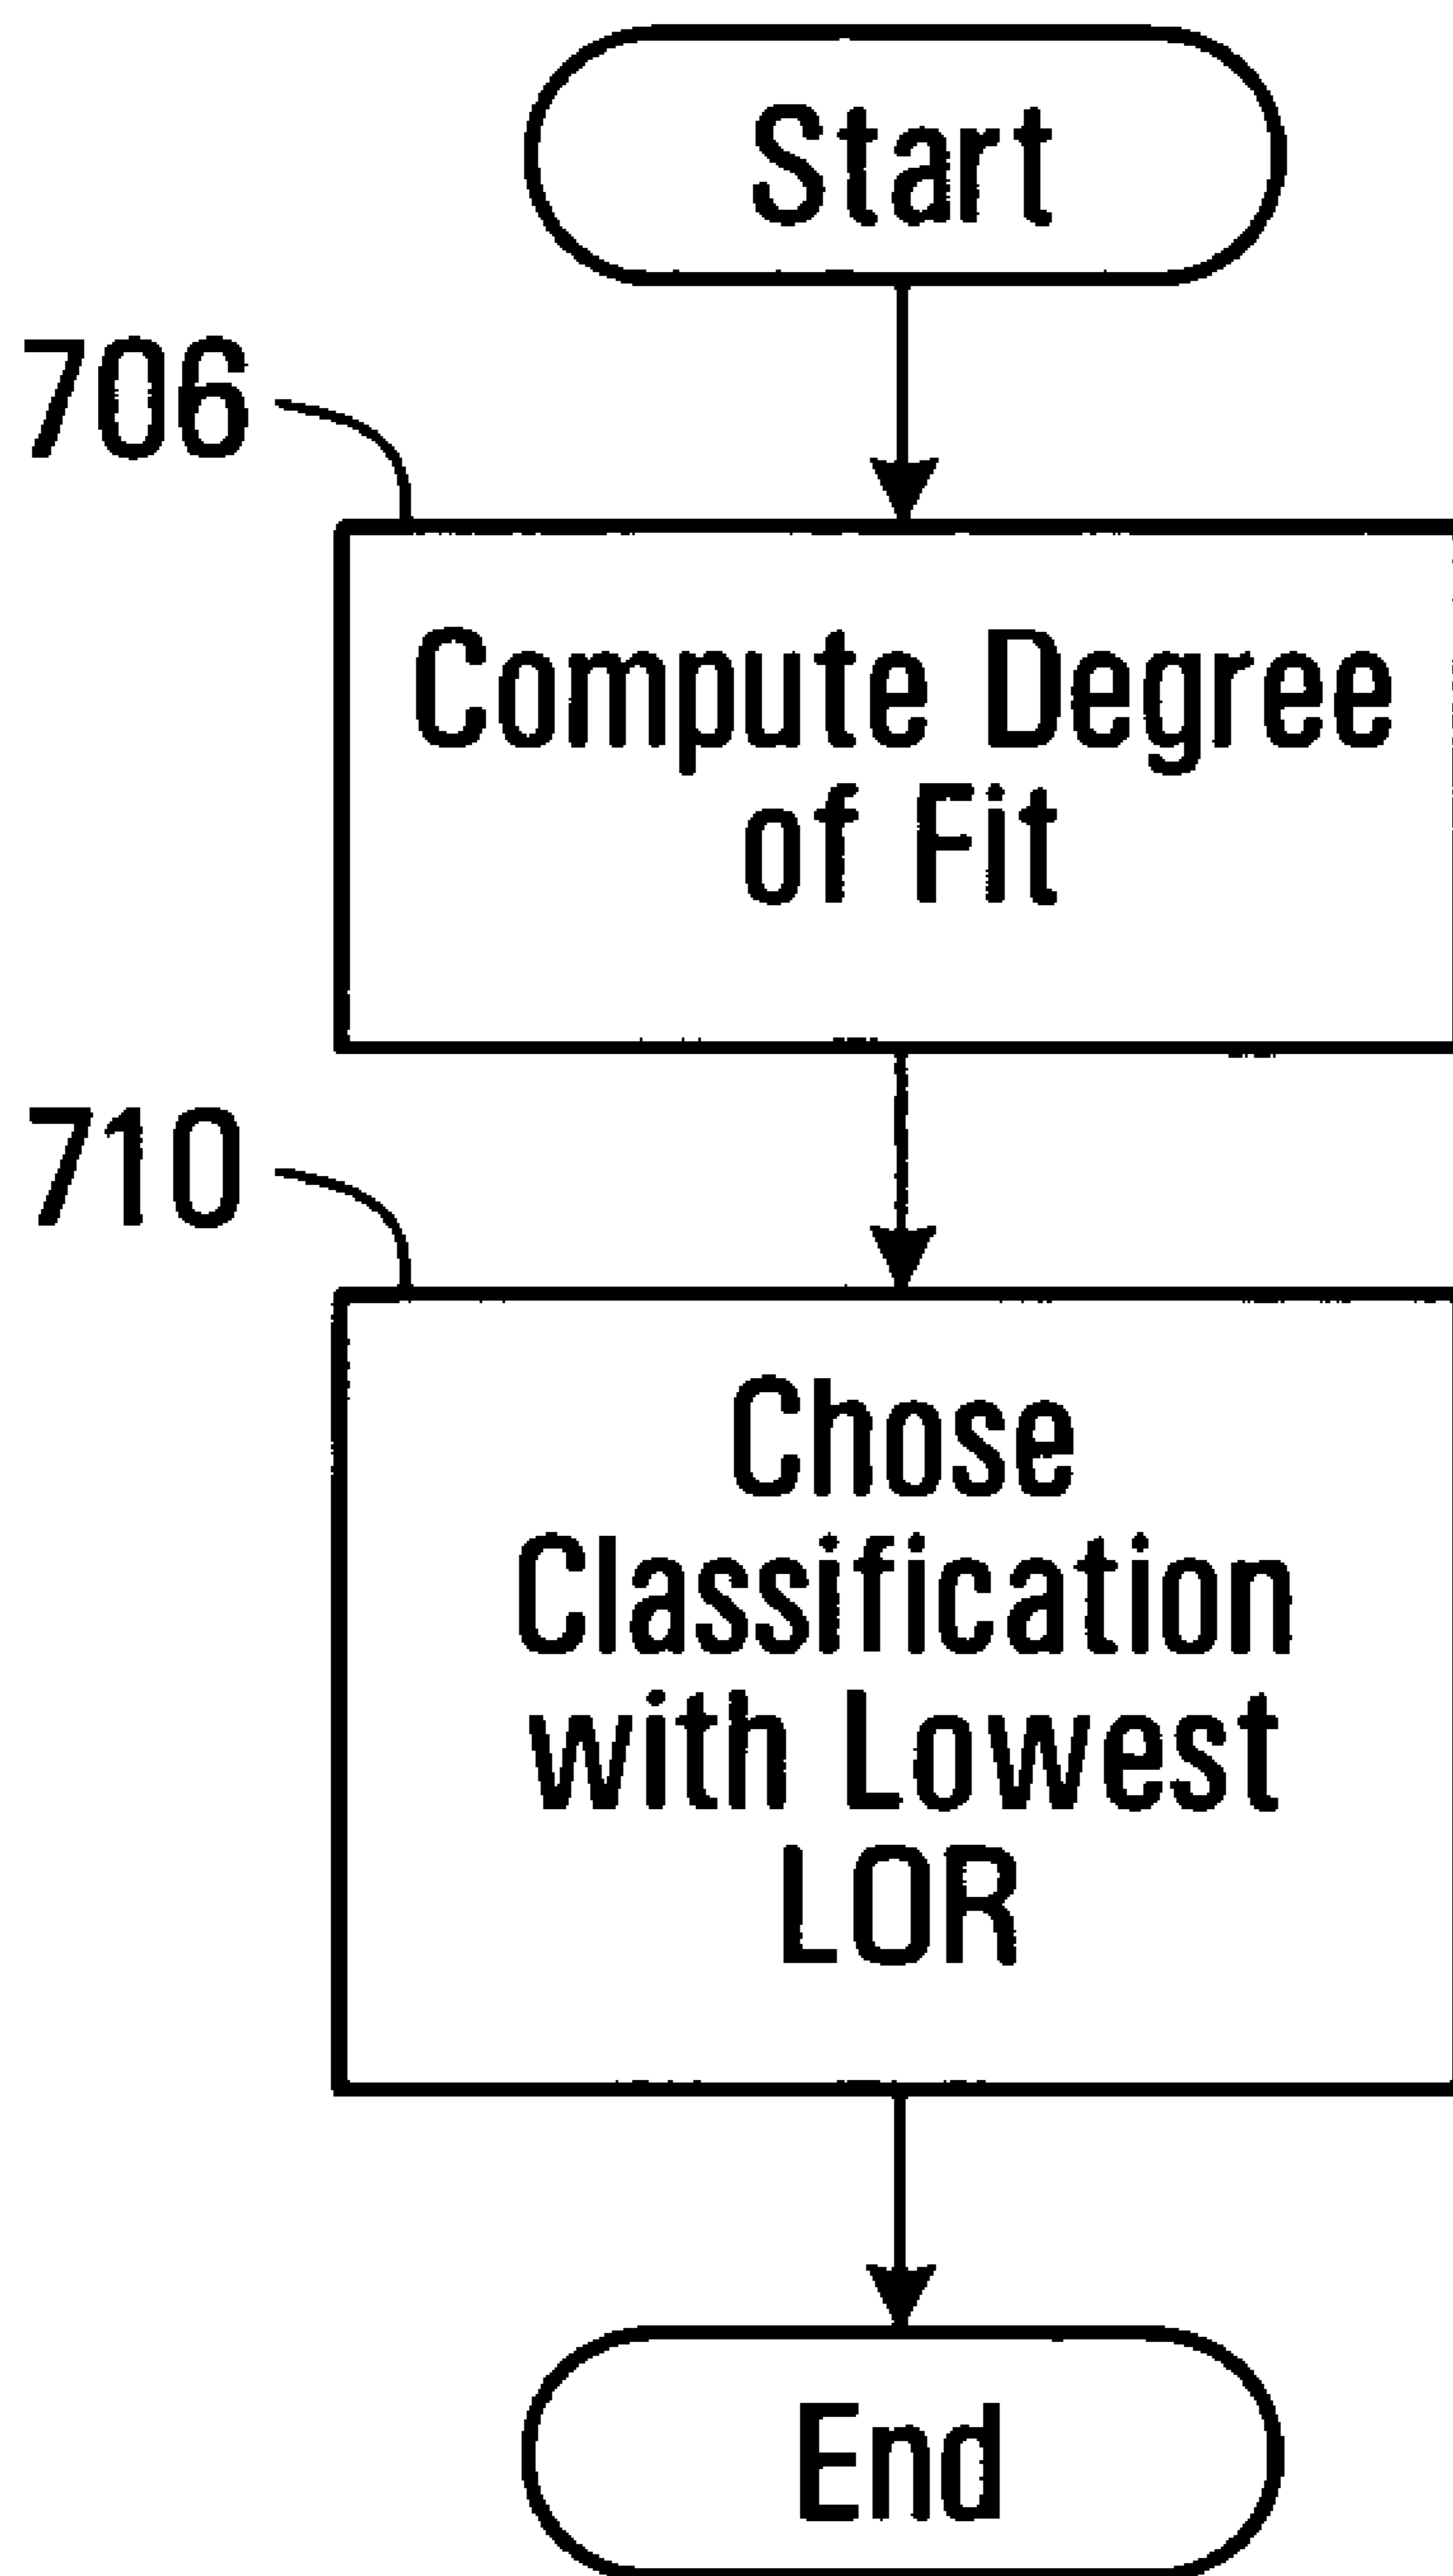 Start
706
Compute Degree
of Fit
710
Chose
Classification
with Lowest
LOR
End